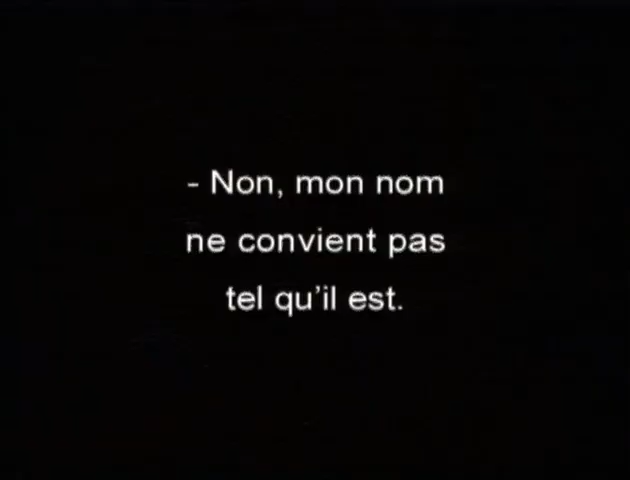 - Non, mon nom
ne convient pas
tel qu'il est.